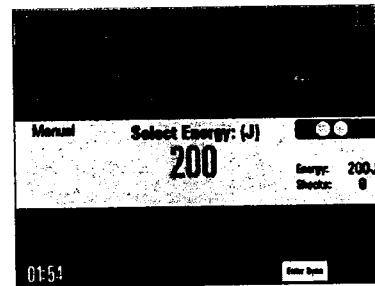 Manual
Select Energy: (J)
200
Energy: 200J
Shocks: 0
01:54
Enter Sync